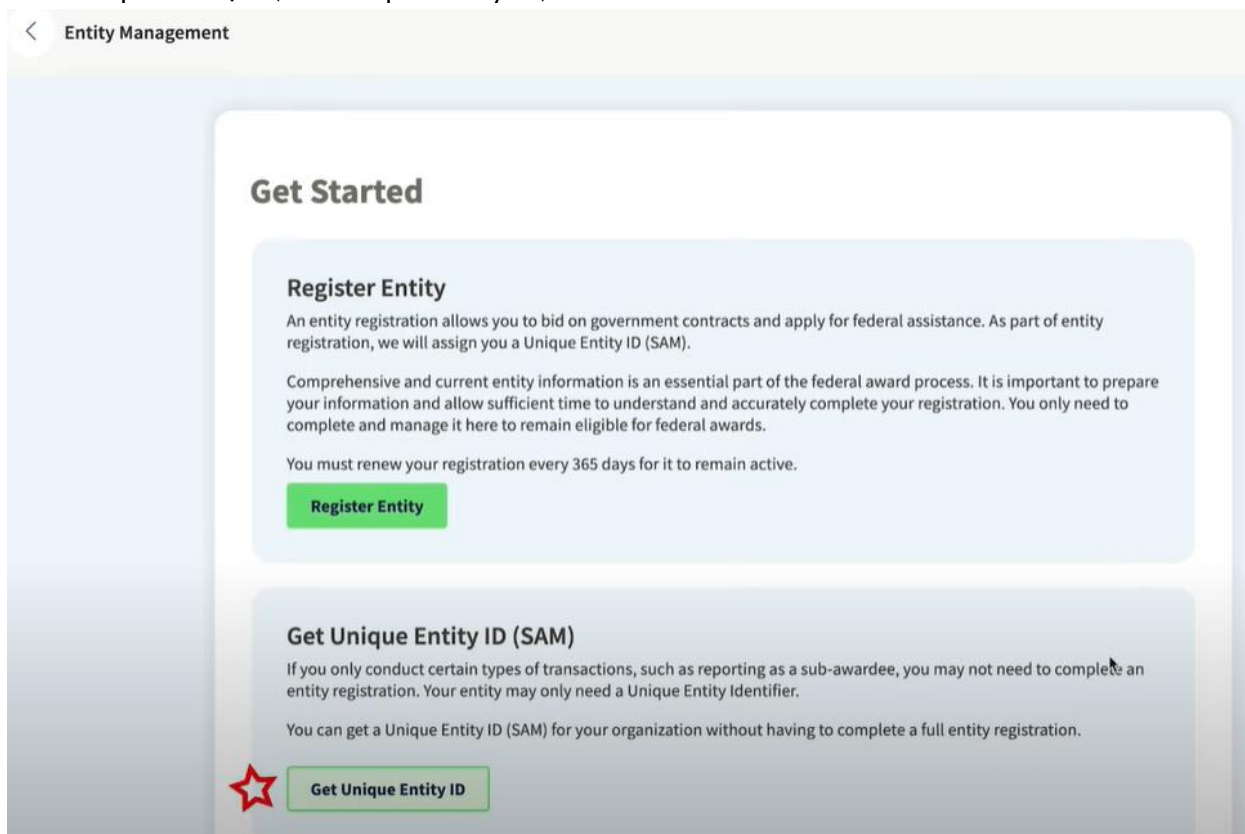 Entity Management
Get Started
Register Entity
An entity registration allows you to bid on government contracts and apply for federal assistance. As part of entity
registration, we will assign you a Unique Entity ID (SAM).
Comprehensive and current entity information is an essential part of the federal award process. It is important to prepare
your information and allow sufficient time to understand and accurately complete your registration. You only need to
complete and manage it here to remain eligible for federal awards.
You must renew your registration every 365 days for it to remain active.
Register Entity
Get Unique Entity ID (SAM)
If you only conduct certain types of transactions, such as reporting as a sub-awardee, you may not need to complete an
entity registration. Your entity may only need a Unique Entity Identifier.
You can get a Unique Entity ID (SAM) for your organization without having to complete a full entity registration.
Get Unique Entity ID